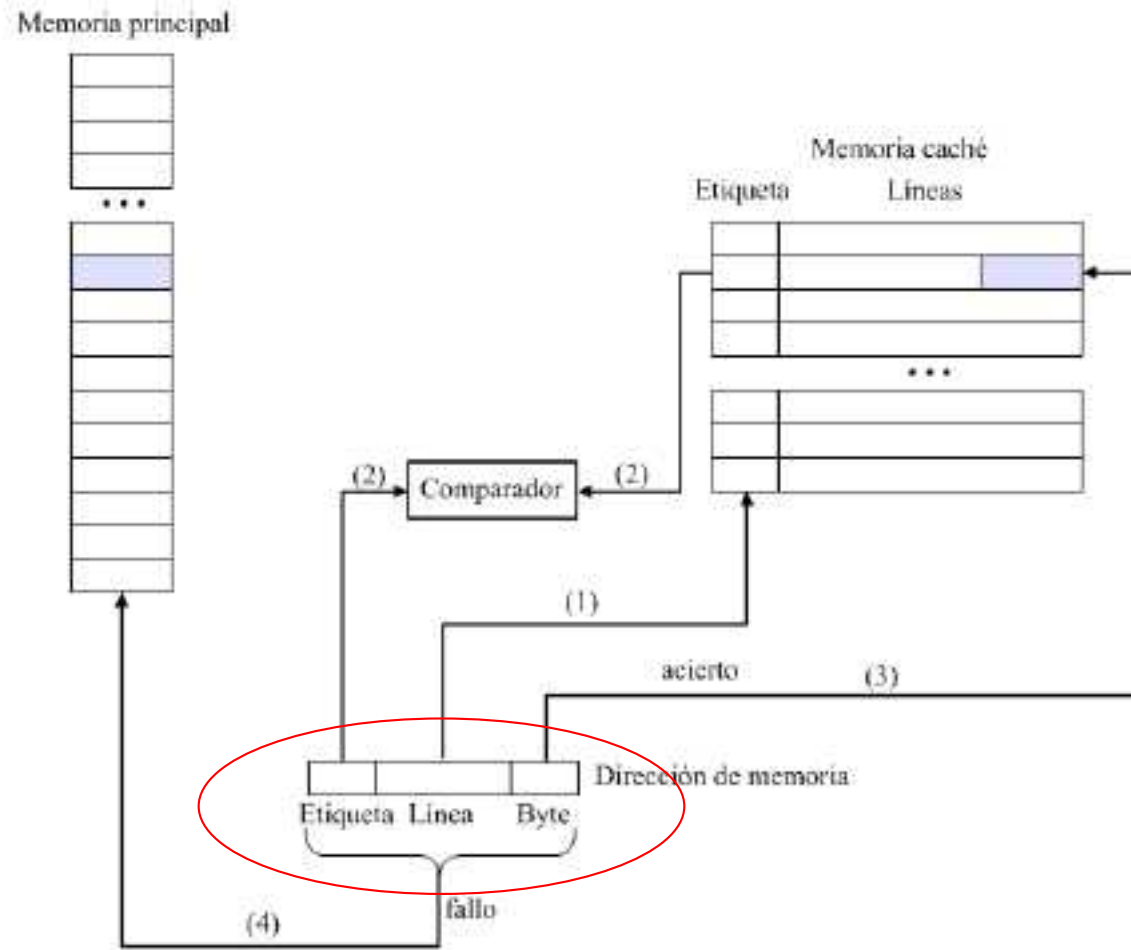 Memoria principal
• • •
Memoria caché
Etiqueta Líneas
• • •
(2) Comparador (2)
(1)
acierto (3)
Dirección de memoria
Etiqueta Línea Byte
fallo
(4)